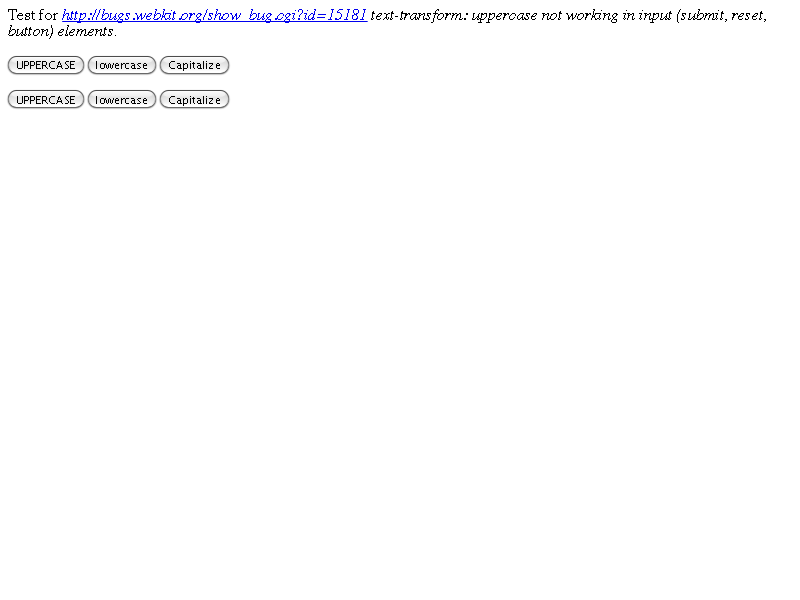 Test for http://bugs.webkit.org/show_bug.cgi?id=15181 text-transform: uppercase not working in input (submit, reset,
button) elements.
UPPERCASE lowercase Capitalize
UPPERCASE lowercase Capitalize